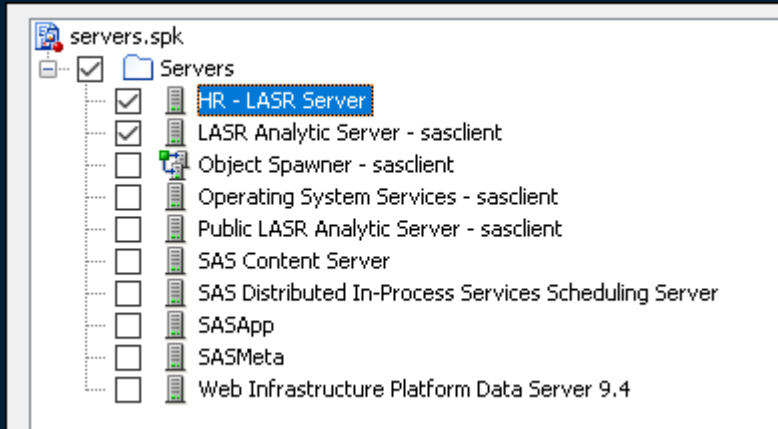 servers.spk
Servers
HR - LASR Server
LASR Analytic Server - sasclient
Object Spawner - sasclient
Operating System Services - sasclient
Public LASR Analytic Server - sasclient
SAS Content Server
SAS Distributed In-Process Services Scheduling Server
SASApp
SASMeta
Web Infrastructure Platform Data Server 9.4